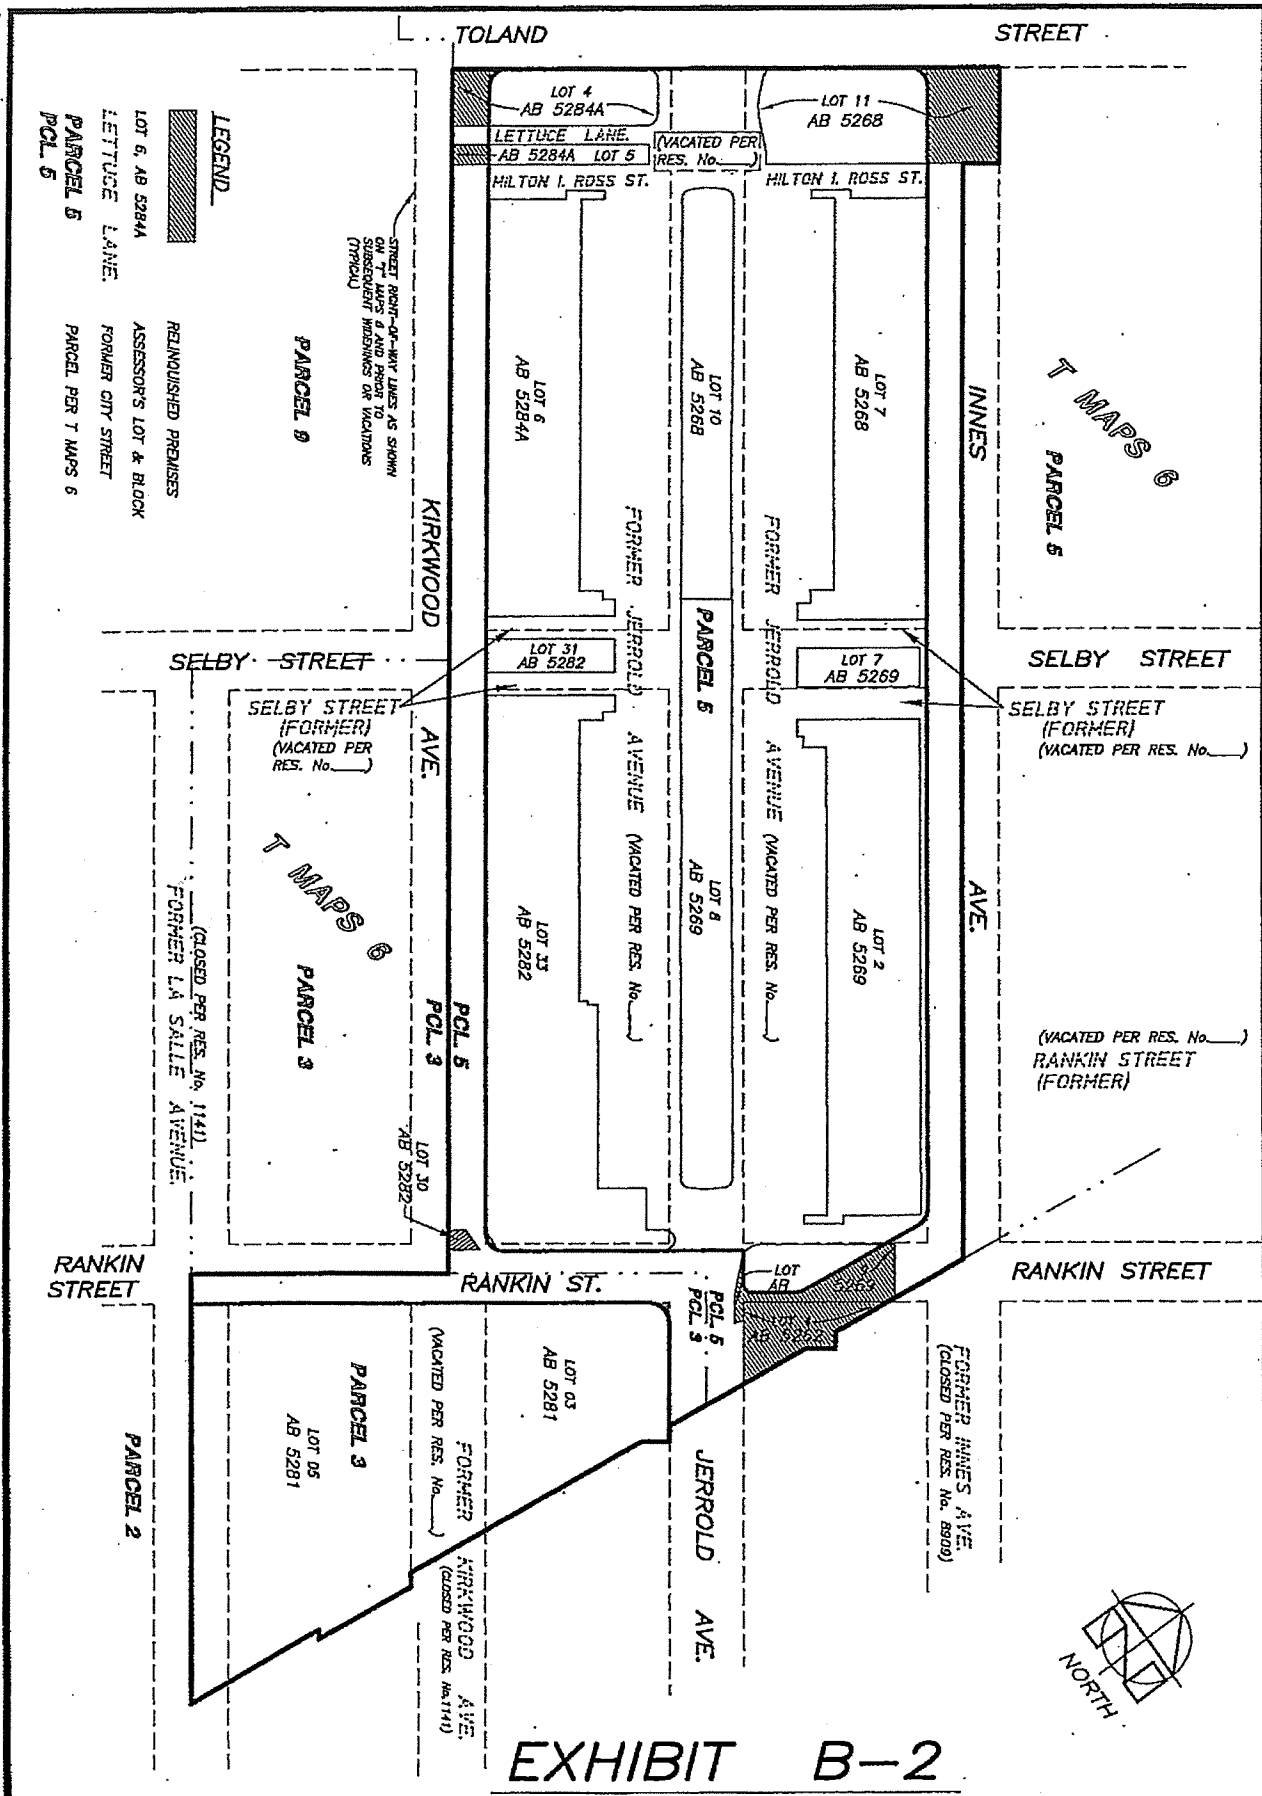 TOLAND
STREET
LOT 4
AB 5284A
LOT 11
AB 5268
LETTUCE LANE.
AB 5284A LOT 5
(VACATED PER
RES. No.____)
MILTON I. ROSS ST.
MILTON I. ROSS ST.
LEGEND
RELINQUISHED PREMISES
LOT 6, AB 5284A
ASSESSOR'S LOT & BLOCK
LETTUCE LANE.
FORMER CITY STREET
PARCEL 5
PCL. 5
PARCEL PER T MAPS 6
STREET RIGHT-OF-WAY LINES AS SHOWN
ON "T" MAPS 6 AND PRIOR TO
SUBSEQUENT WIDENINGS OR VACATIONS
(TYPICAL)
PARCEL 9
LOT 6
AB 5284A
LOT 10
AB 5268
LOT 7
AB 5268
INNES
T MAPS 6
PARCEL 5
KIRKWOOD
FORMER JERROLD AVENUE (VACATED PER RES. No.____)
PARCEL 5
FORMER JERROLD AVENUE (VACATED PER RES. No.____)
SELBY STREET
LOT 31
AB 5282
LOT 7
AB 5269
SELBY STREET
SELBY STREET
(FORMER)
(VACATED PER
RES. No.____)
SELBY STREET
(FORMER)
(VACATED PER RES. No.____)
AVE.
T MAPS 6
PARCEL 3
LOT 33
AB 5282
LOT 8
AB 5269
LOT 2
AB 5269
AVE.
(CLOSED PER RES. No. 1141)
FORMER LA SALLE AVENUE.
PCL. 5
PCL. 3
(VACATED PER RES. No.____)
RANKIN STREET
(FORMER)
LOT 30
AB 5282
RANKIN
STREET
RANKIN ST.
RANKIN STREET
LOT
AB
PCL. 5
PCL. 3
AB 5262
PARCEL 2
LOT 05
AB 5281
PARCEL 3
(VACATED PER RES. No.____)
FORMER KIRKWOOD AVE.
(CLOSED PER RES. No.1141)
LOT 03
AB 5281
JERROLD AVE.
FORMER INNES AVE.
(CLOSED PER RES. No. 8909)
NORTH
EXHIBIT B-2